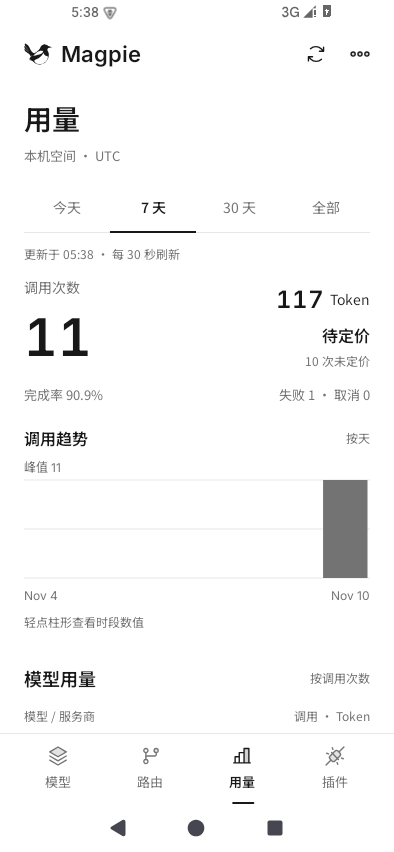 5:38
3G
Magpie
用量
本机空间 · UTC
今天
7 天
30 天
全部
更新于 05:38 · 每 30 秒刷新
调用次数
117 Token
11
待定价
10 次未定价
完成率 90.9%
失败 1 · 取消 0
调用趋势
按天
峰值 11
Nov 4
Nov 10
轻点柱形查看时段数值
模型用量
按调用次数
模型 / 服务商
调用 · Token
模型
路由
用量
插件